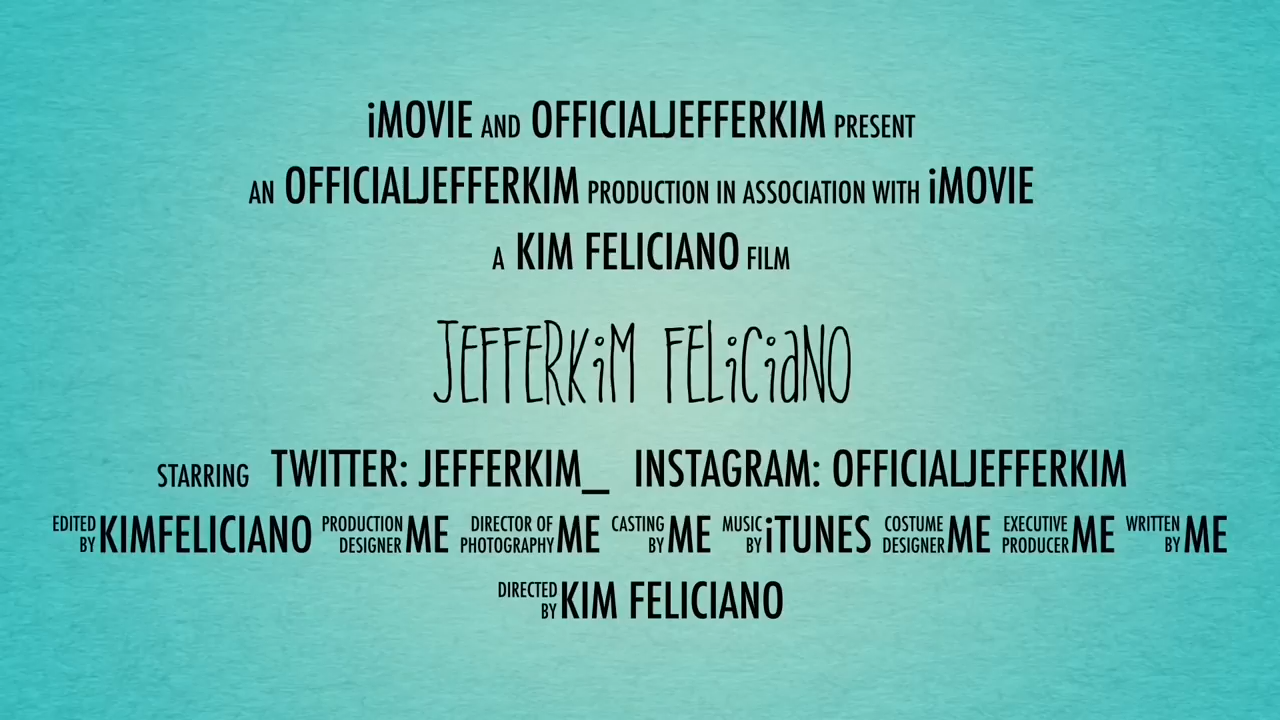 iMOVIE AND OFFICIALJEFFERKIM PRESENT
AN OFFICIALJEFFERKIM PRODUCTION IN ASSOCIATION WITH iMOVIE
A KIM FELICIANO FILM
JEFFERKiM FELiCiaNO
STARRING TWITTER: JEFFERKIM_ INSTAGRAM: OFFICIALJEFFERKIM
EDITED BY KIMFELICIANO PRODUCTION DESIGNER ME DIRECTOR OF PHOTOGRAPHY ME CASTING BY ME MUSIC BY iTUNES COSTUME DESIGNER ME EXECUTIVE PRODUCER ME WRITTEN BY ME
DIRECTED BY KIM FELICIANO